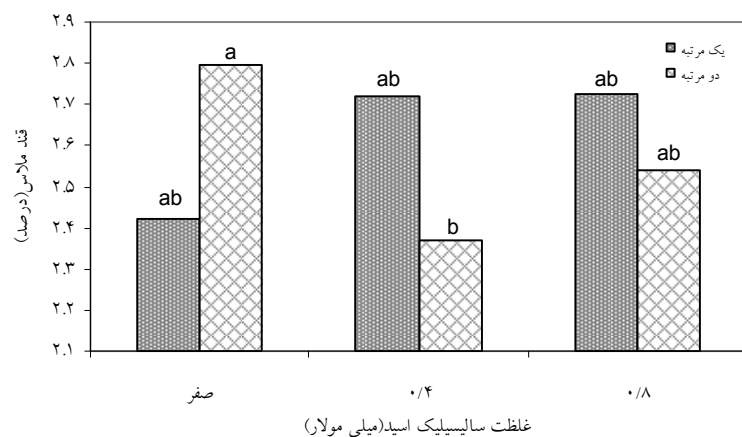 ۲.۹
۲.۸
۲.۷
۲.۶
۲.۵
۲.۴
۲.۳
۲.۲
۲.۱
قند ملاس(درصد)
یک مرتبه
دو مرتبه
ab
a
ab
b
ab
ab
صفر
۰/۴
۰/۸
غلظت سالیسیلیک اسید(میلی مولار)